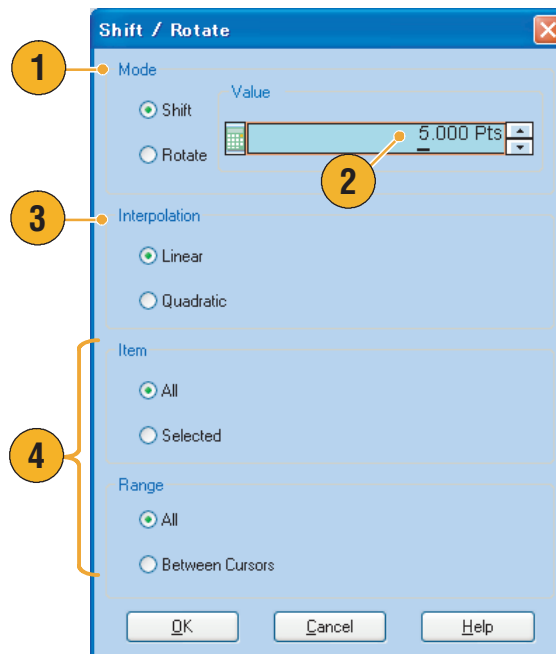 Shift / Rotate
1
Mode
Value
Shift
5.000 Pts
Rotate
2
3
Interpolation
Linear
Quadratic
Item
All
Selected
4
Range
All
Between Cursors
OK
Cancel
Help